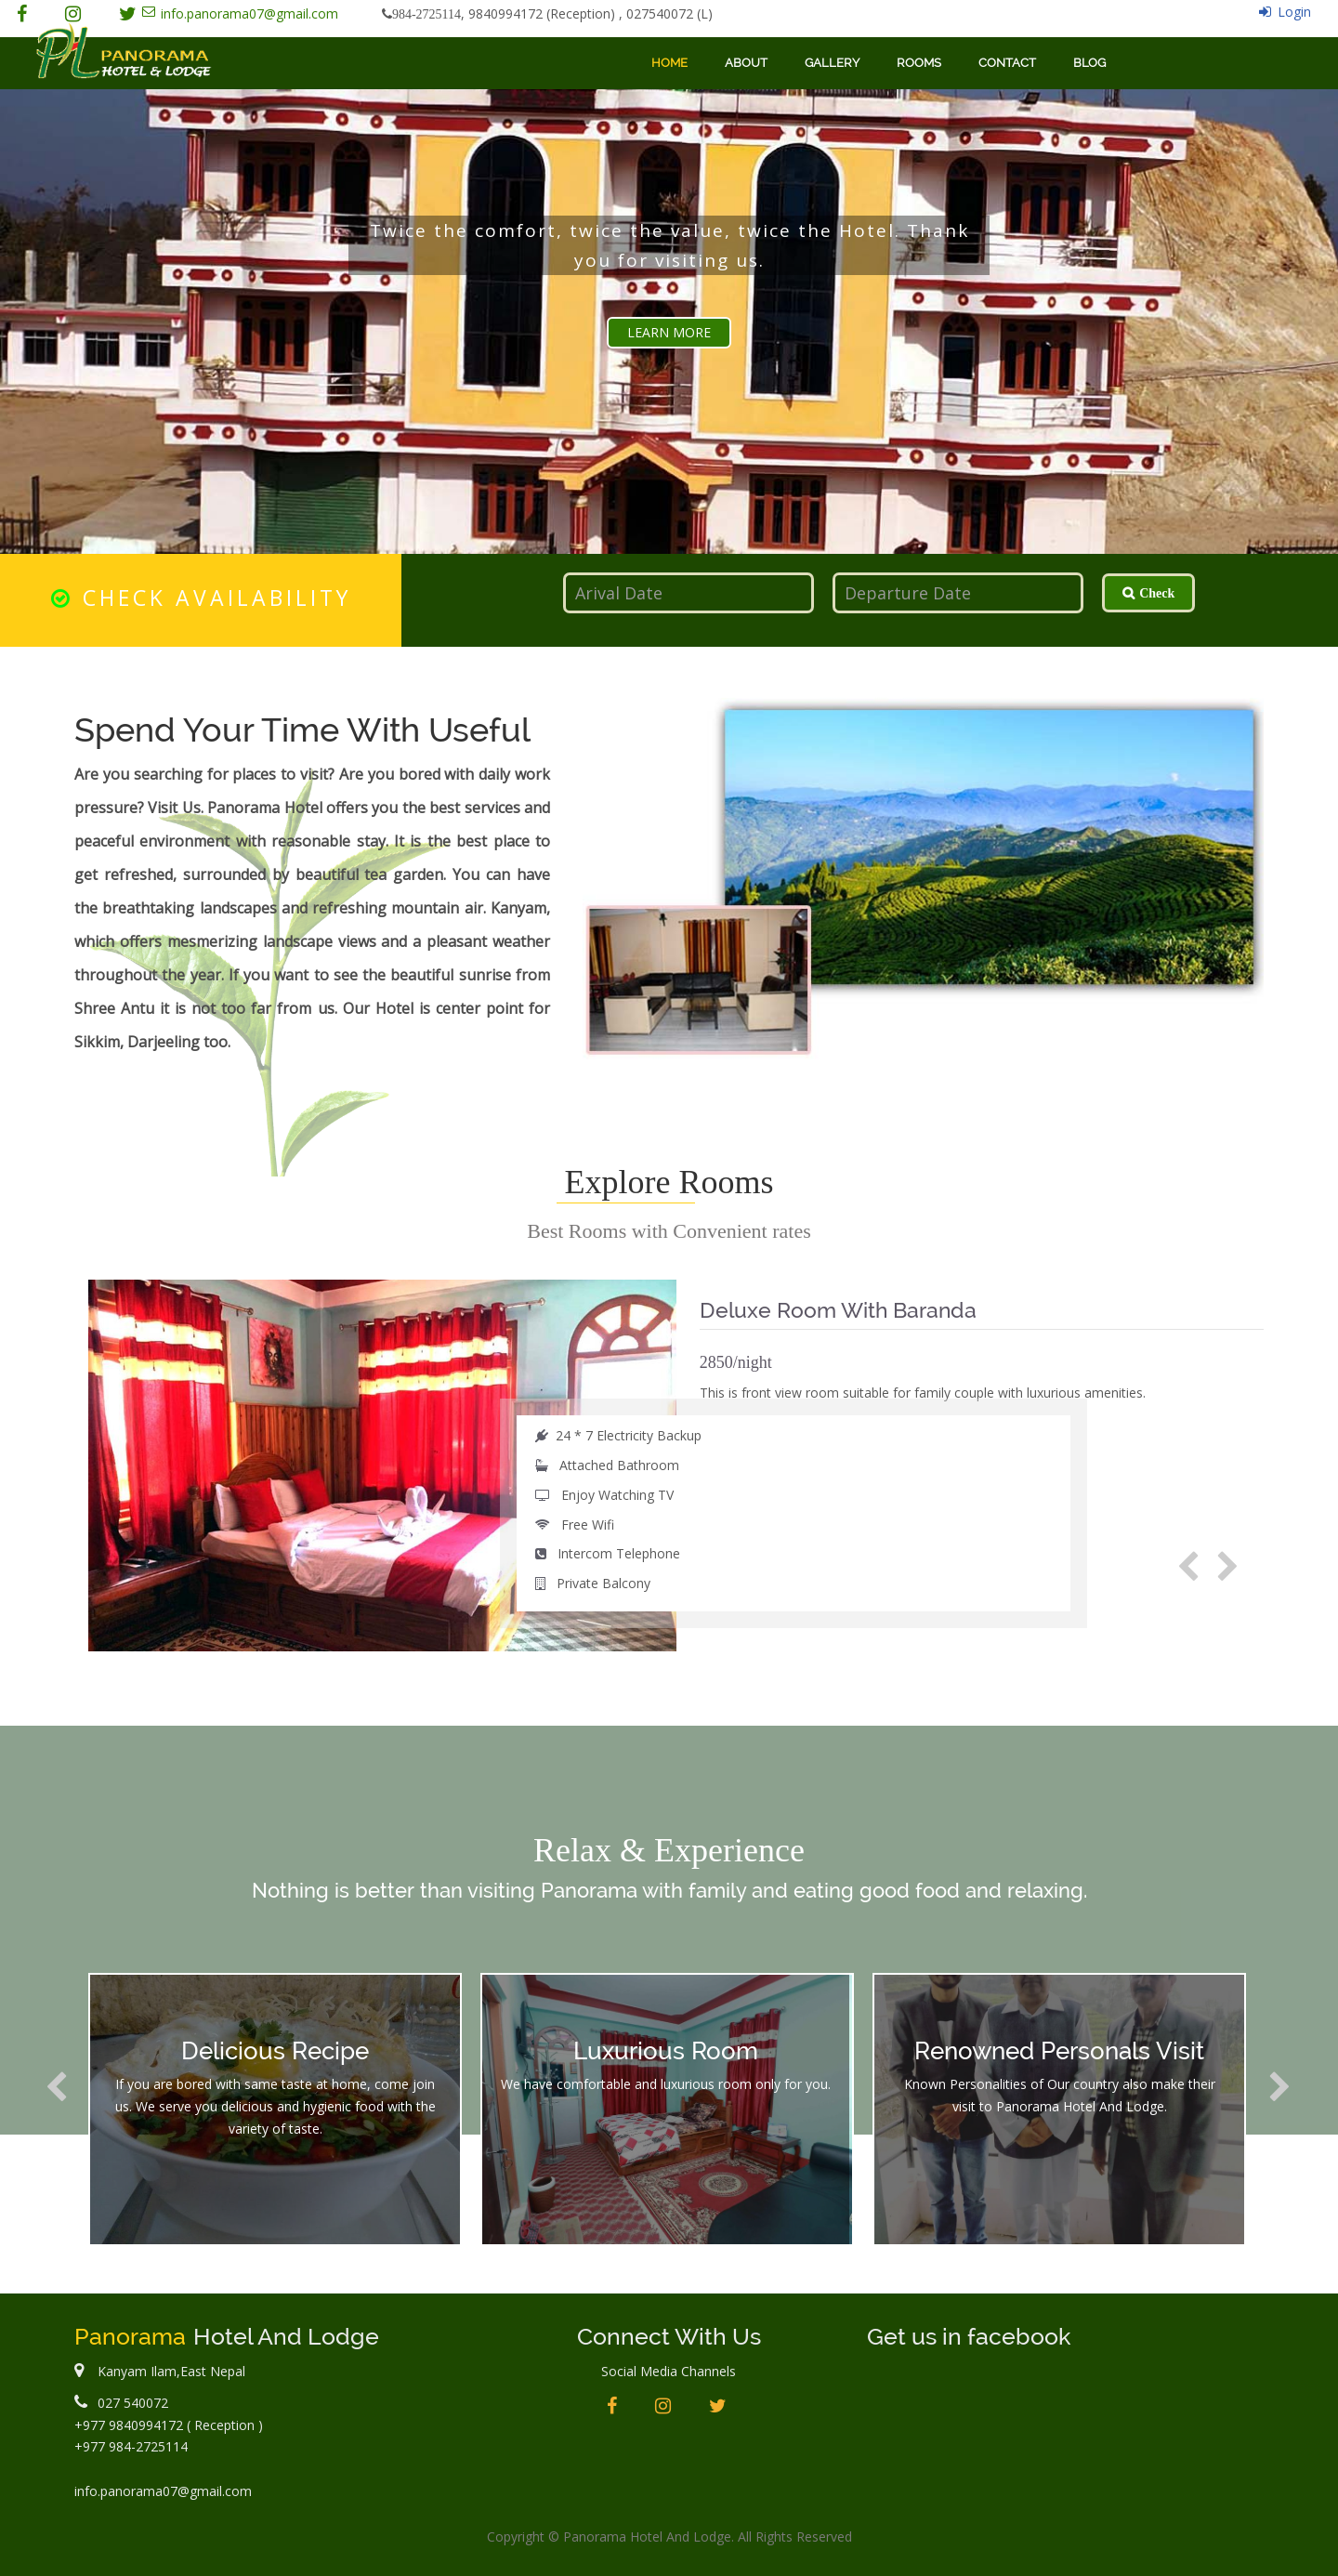 info.panorama07@gmail.com
984-2725114, 9840994172 (Reception) , 027540072 (L)
Login
PL PANORAMA
HOTEL & LODGE
HOME ABOUT GALLERY ROOMS CONTACT BLOG
Twice the comfort, twice the value, twice the Hotel. Thank
you for visiting us.
LEARN MORE
CHECK AVAILABILITY
Arival Date
Departure Date
Check
Spend Your Time With Useful
Are you searching for places to visit? Are you bored with daily work
pressure? Visit Us. Panorama Hotel offers you the best services and
peaceful environment with reasonable stay. It is the best place to
get refreshed, surrounded by beautiful tea garden. You can have
the breathtaking landscapes and refreshing mountain air. Kanyam,
which offers mesmerizing landscape views and a pleasant weather
throughout the year. If you want to see the beautiful sunrise from
Shree Antu it is not too far from us. Our Hotel is center point for
Sikkim, Darjeeling too.
Explore Rooms
Best Rooms with Convenient rates
Deluxe Room With Baranda
2850/night
This is front view room suitable for family couple with luxurious amenities.
24 * 7 Electricity Backup
Attached Bathroom
Enjoy Watching TV
Free Wifi
Intercom Telephone
Private Balcony
Relax & Experience
Nothing is better than visiting Panorama with family and eating good food and relaxing.
Delicious Recipe
If you are bored with same taste at home, come join
us. We serve you delicious and hygienic food with the
variety of taste.
Luxurious Room
We have comfortable and luxurious room only for you.
Renowned Personals Visit
Known Personalities of Our country also make their
visit to Panorama Hotel And Lodge.
Panorama Hotel And Lodge
Kanyam Ilam,East Nepal
027 540072
+977 9840994172 ( Reception )
+977 984-2725114
info.panorama07@gmail.com
Connect With Us
Social Media Channels
Get us in facebook
Copyright © Panorama Hotel And Lodge. All Rights Reserved